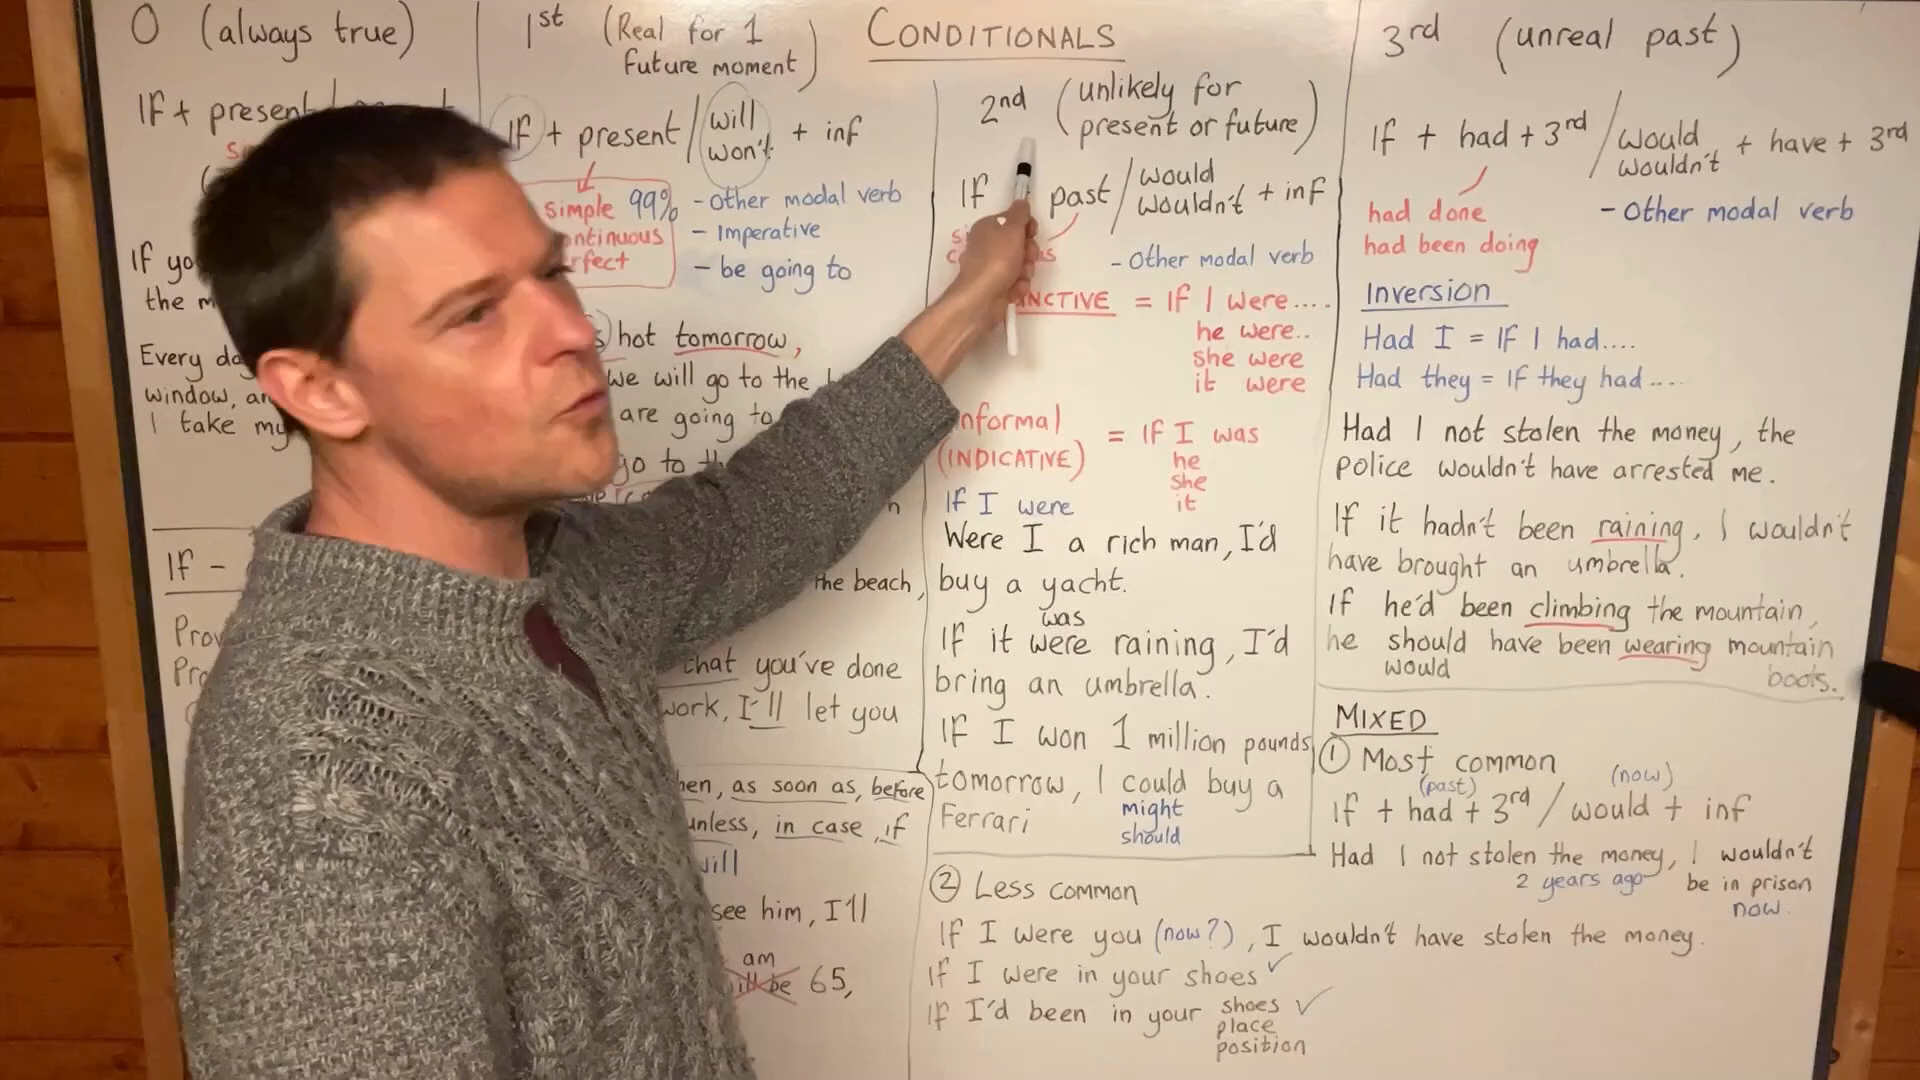 CONDITIONALS
O (always true)
If + present
If yo
the m
Every da
window, an
I take my
If -
Prov
Pro
1st (Real for 1
future moment)
If + present / will
won't + inf
simple 99%
continuous
perfect
- Other modal verb
- Imperative
- be going to
hot tomorrow,
we will go to the
are going to
go to th
the beach,
that you've done
work, I'll let you
when, as soon as, before
unless, in case, if
will
see him, I'll
am
will be 65,
2nd (unlikely for
present or future)
If past / would
wouldn't + inf
- Other modal verb
NCTIVE = If I were....
he were..
she were
it were
Informal
(INDICATIVE) = If I was
he
she
it
If I were
Were I a rich man, I'd
buy a yacht.
was
If it were raining, I'd
bring an umbrella.
If I won 1 million pounds
tomorrow, I could buy a
Ferrari might
should
② Less common
If I were you (now?), I wouldn't have stolen the money.
If I were in your shoes ✓
If I'd been in your shoes ✓
place
position
3rd (unreal past)
If + had + 3rd / would
wouldn't + have + 3rd
had done
had been doing
- Other modal verb
Inversion
Had I = If I had....
Had they = If they had....
Had I not stolen the money, the
police wouldn't have arrested me.
If it hadn't been raining, I wouldn't
have brought an umbrella.
If he'd been climbing the mountain,
he should have been wearing mountain
would boots.
MIXED
① Most common
(past) (now)
If + had + 3rd / would + inf
Had I not stolen the money, I wouldn't
2 years ago be in prison
now.